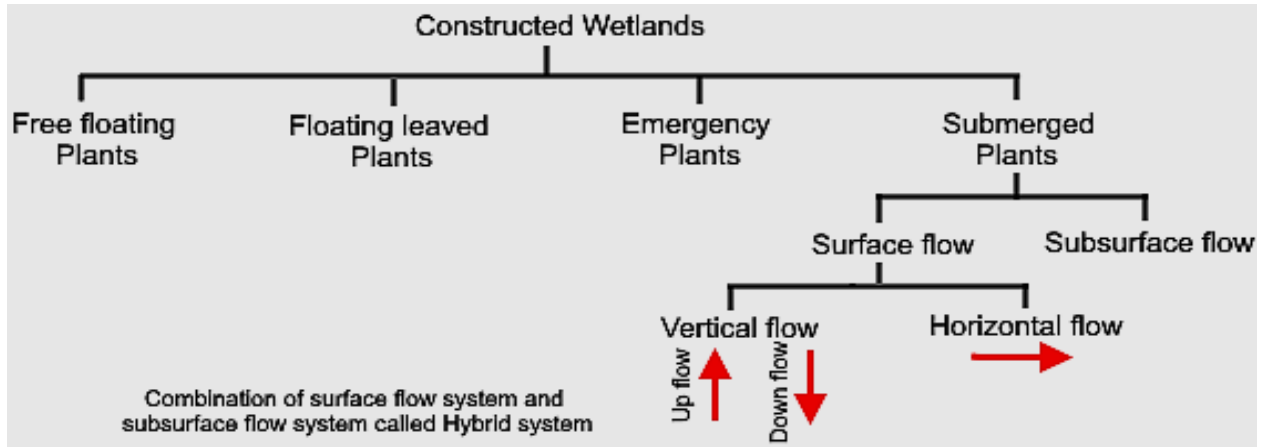 Constructed Wetlands
Free floating
Plants
Floating leaved
Plants
Emergency
Plants
Submerged
Plants
Surface flow
Subsurface flow
Vertical flow
Horizontal flow
Up flow
Down flow
Combination of surface flow system and
subsurface flow system called Hybrid system